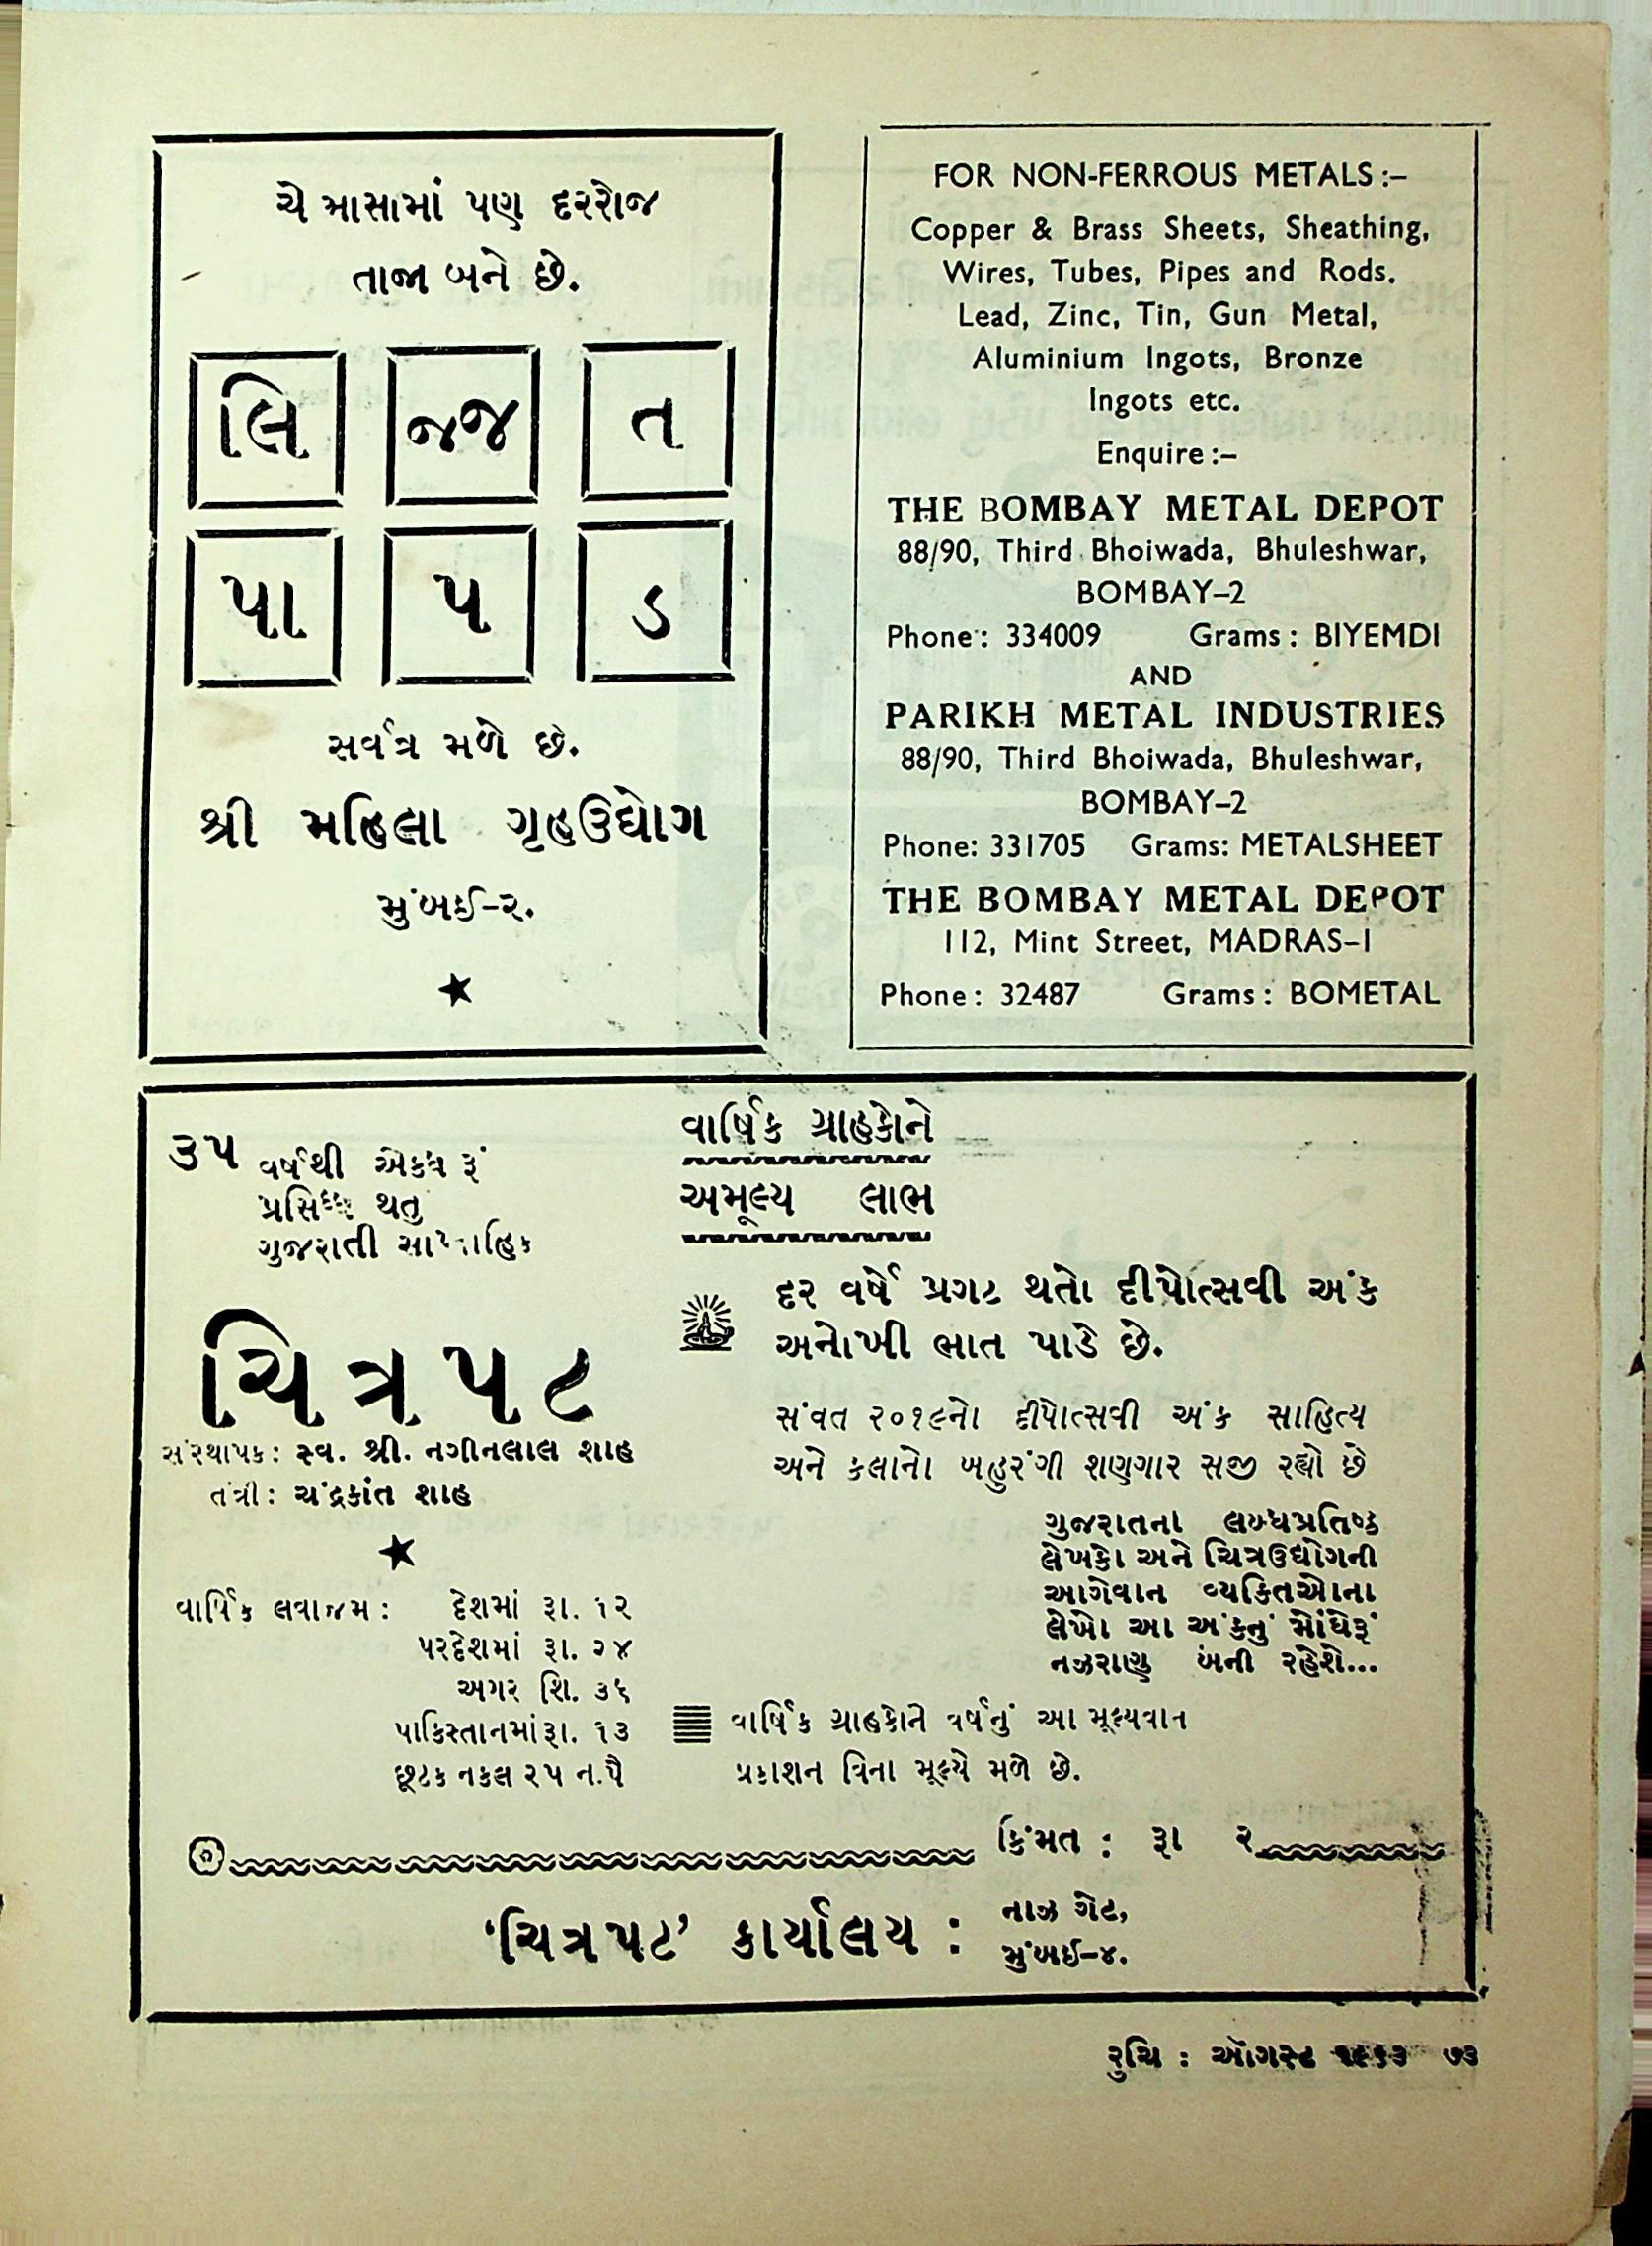 ચેામાસામાં પણ દરરોજ
તાજા બને છે.
લિ જ્જ ત
પા પ ડ
સર્વત્ર મળે છે.
શ્રી મહિલા ગૃહઉદ્યોગ
મુંબઈ-૨.
FOR NON-FERROUS METALS :–
Copper & Brass Sheets, Sheathing,
Wires, Tubes, Pipes and Rods.
Lead, Zinc, Tin, Gun Metal,
Aluminium Ingots, Bronze
Ingots etc.
Enquire :–
THE BOMBAY METAL DEPOT
88/90, Third Bhoiwada, Bhuleshwar,
BOMBAY–2
Phone : 334009 Grams : BIYEMDI
AND
PARIKH METAL INDUSTRIES
88/90, Third Bhoiwada, Bhuleshwar,
BOMBAY–2
Phone: 331705 Grams: METALSHEET
THE BOMBAY METAL DEPOT
112, Mint Street, MADRAS–1
Phone : 32487 Grams : BOMETAL
૩૫ વર્ષથી એકધારૂં
પ્રસિધ્ધ થતુ
ગુજરાતી સાપ્તાહિક
ચિત્રપટ
સંસ્થાપક: સ્વ. શ્રી. નગીનલાલ શાહ
તંત્રી: ચંદ્રકાંત શાહ
વાર્ષિક લવાજમ : દેશમાં રૂા. ૧૨
પરદેશમાં રૂા. ૨૪
અગર શિ. ૩૬
પાકિસ્તાનમાં રૂા. ૧૩
છૂટક નકલ ૨૫ ન.પૈ
વાર્ષિક ગ્રાહકોને
અમૂલ્ય લાભ
દર વર્ષે પ્રગટ થતો દીપોત્સવી અંક
અનોખી ભાત પાડે છે.
સંવત ૨૦૧૯નો દીપોત્સવી અંક સાહિત્ય
અને કલાનો બહુરંગી શણગાર સજી રહ્યો છે
ગુજરાતના લબ્ધપ્રતિષ્ઠ
લેખકો અને ચિત્રઉદ્યોગની
આગેવાન વ્યકિતઓના
લેખો આ અંકનું મોંઘેરૂં
નઝરાણુ બની રહેશે...
વાર્ષિક ગ્રાહકોને વર્ષનું આ મૂલ્યવાન
પ્રકાશન વિના મૂલ્યે મળે છે.
કિંમત : રૂા ૨
‘ચિત્રપટ’ કાર્યાલય :
નાઝ ગેટ,
મુંબઈ–૪.
રુચિ : ઑગસ્ટ ૧૯૬૩ ૭૩